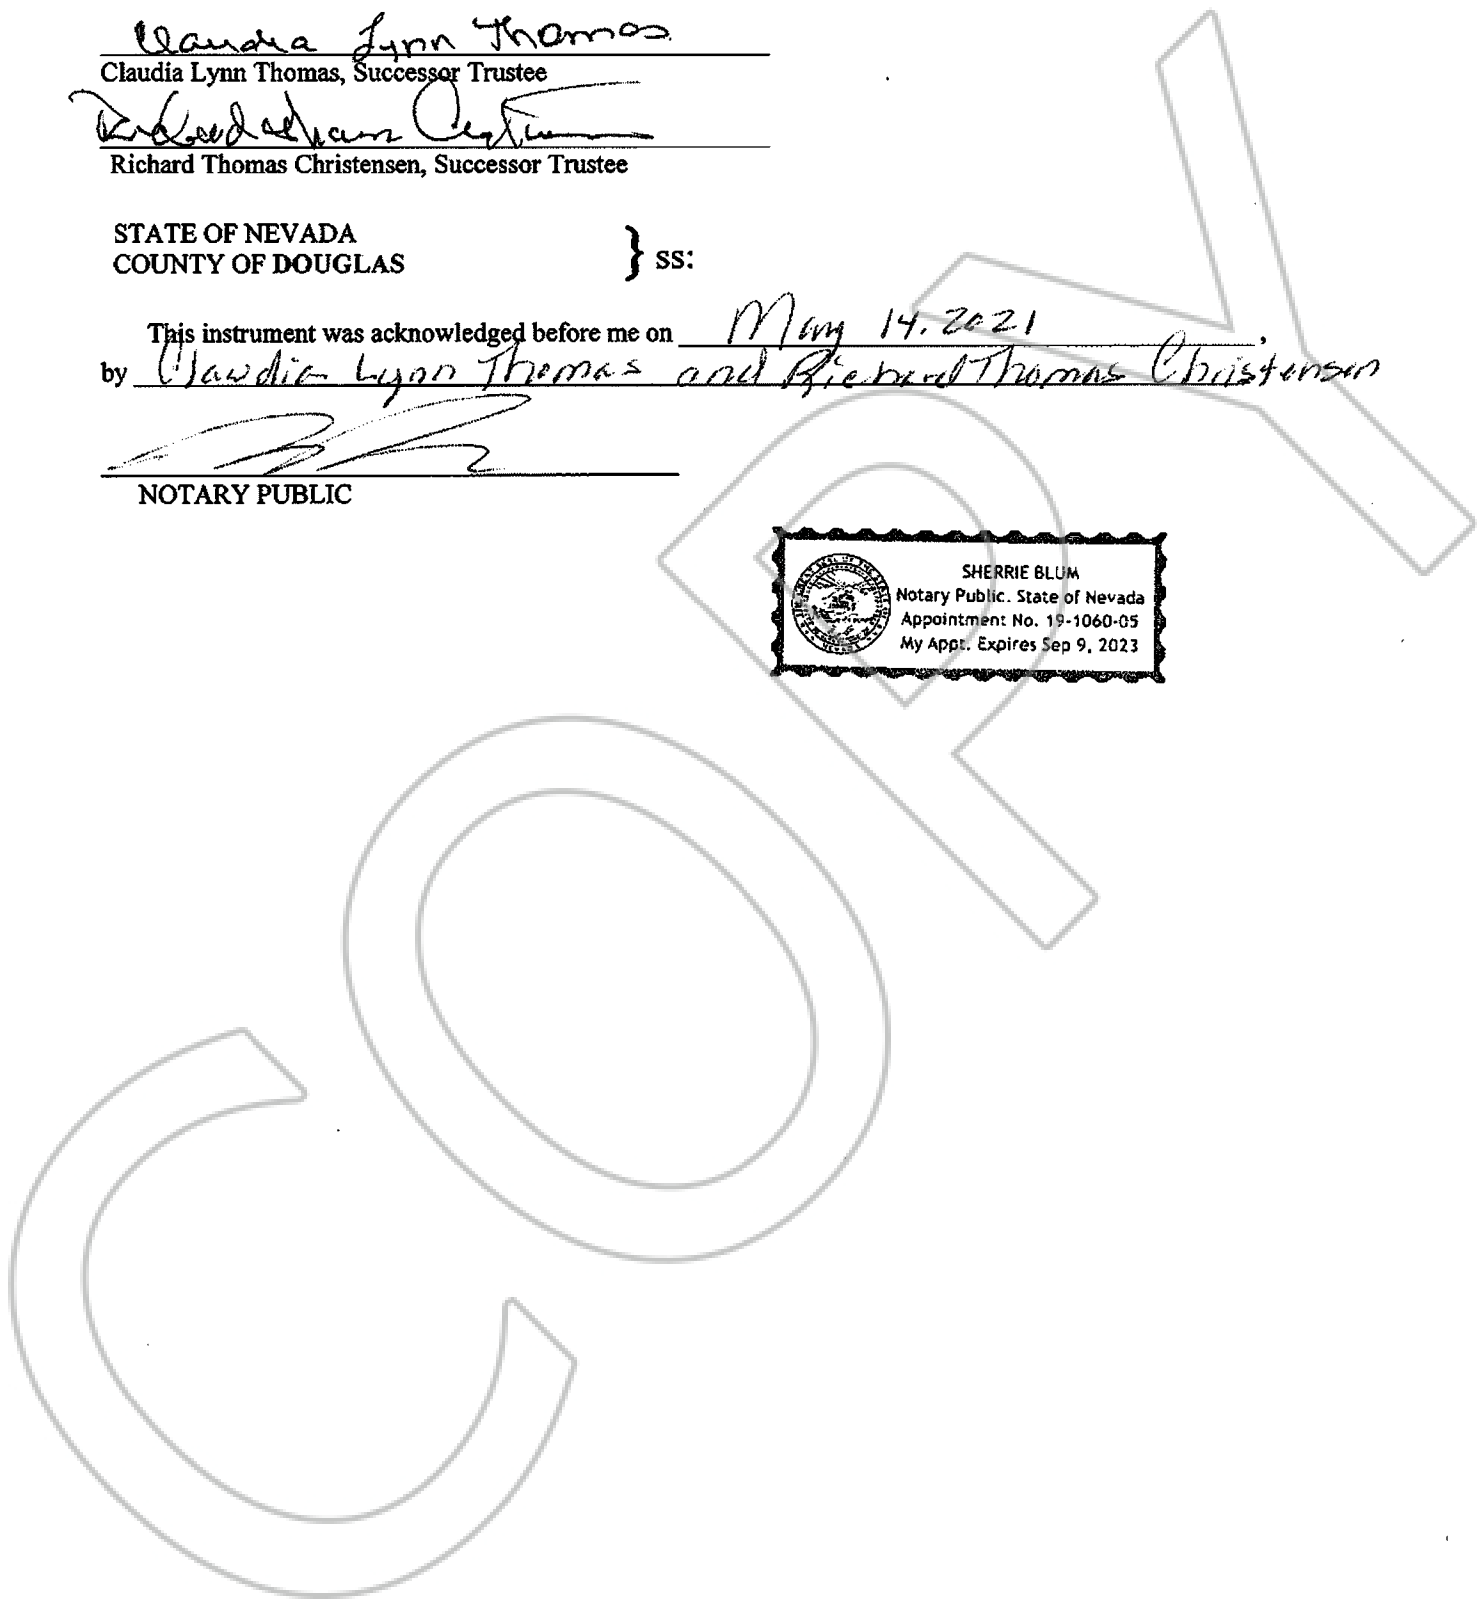 Claudia Lynn Thomas
Claudia Lynn Thomas, Successor Trustee
Richard Thomas Christensen, Successor Trustee
STATE OF NEVADA
COUNTY OF DOUGLAS } ss:
This instrument was acknowledged before me on May 14, 2021,
by Claudia Lynn Thomas and Richard Thomas Christensen
NOTARY PUBLIC
SHERRIE BLUM
Notary Public. State of Nevada
Appointment No. 19-1060-05
My Appt. Expires Sep 9, 2023
COPY